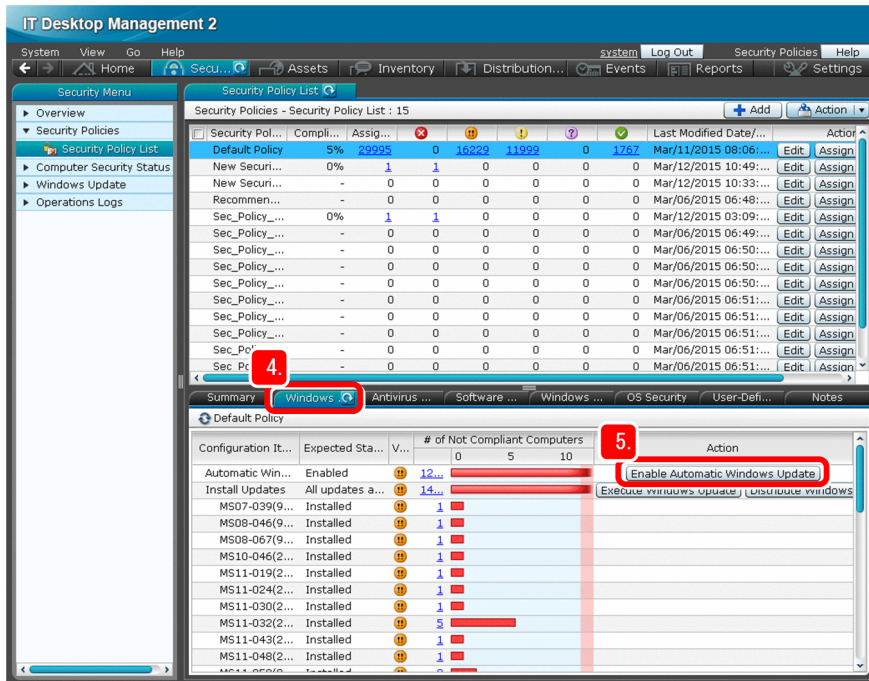 IT Desktop Management 2
System View Go Help system Log Out Security Policies Help
Home Secu... Assets Inventory Distribution... Events Reports Settings
Security Menu
Overview
Security Policies
Security Policy List
Computer Security Status
Windows Update
Operations Logs
Security Policy List
Security Policies - Security Policy List : 15 Add Action
Security Pol... Compli... Assig... Last Modified Date/... Action
Default Policy 5% 29995 0 16229 11999 0 1767 Mar/11/2015 08:06:... Edit Assign
New Securi... 0% 1 1 0 0 0 0 Mar/12/2015 10:49:... Edit Assign
New Securi... - 0 0 0 0 0 0 Mar/12/2015 10:33:... Edit Assign
Recommen... - 0 0 0 0 0 0 Mar/06/2015 06:48:... Edit Assign
Sec_Policy_... 0% 1 1 0 0 0 0 Mar/12/2015 03:09:... Edit Assign
Sec_Policy_... - 0 0 0 0 0 0 Mar/06/2015 06:49:... Edit Assign
Sec_Policy_... - 0 0 0 0 0 0 Mar/06/2015 06:50:... Edit Assign
Sec_Policy_... - 0 0 0 0 0 0 Mar/06/2015 06:50:... Edit Assign
Sec_Policy_... - 0 0 0 0 0 0 Mar/06/2015 06:50:... Edit Assign
Sec_Policy_... - 0 0 0 0 0 0 Mar/06/2015 06:51:... Edit Assign
Sec_Policy_... - 0 0 0 0 0 0 Mar/06/2015 06:51:... Edit Assign
Sec_Policy_... - 0 0 0 0 0 0 Mar/06/2015 06:51:... Edit Assign
- 0 0 0 0 0 0 Mar/06/2015 06:51:... Edit Assign
- 0 0 0 0 0 0 Mar/06/2015 06:51:... Edit Assign
4.
Summary Windows ... Antivirus ... Software ... Windows ... OS Security User-Defi... Notes
Default Policy
Configuration It... Expected Sta... V... # of Not Compliant Computers Action
0 5 10
5.
Automatic Win... Enabled 12... Enable Automatic Windows Update
Install Updates All updates a... 14... Execute Windows Update Distribute Windows
MS07-039(9... Installed 1
MS08-046(9... Installed 1
MS08-067(9... Installed 1
MS10-046(2... Installed 1
MS11-019(2... Installed 1
MS11-024(2... Installed 1
MS11-030(2... Installed 1
MS11-032(2... Installed 5
MS11-043(2... Installed 1
MS11-048(2... Installed 1